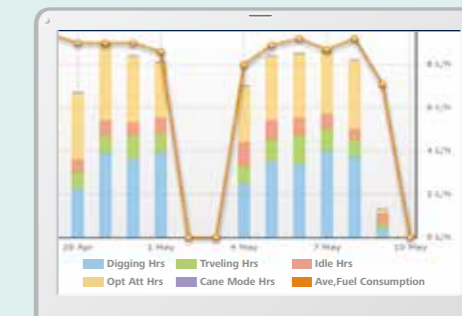 8 L/h
6 L/h
4 L/h
2 L/h
0 L/h
28 Apr 1 May 4 May 7 May 10 May
Digging Hrs Trveling Hrs Idle Hrs
Opt Att Hrs Cane Mode Hrs Ave,Fuel Consumption